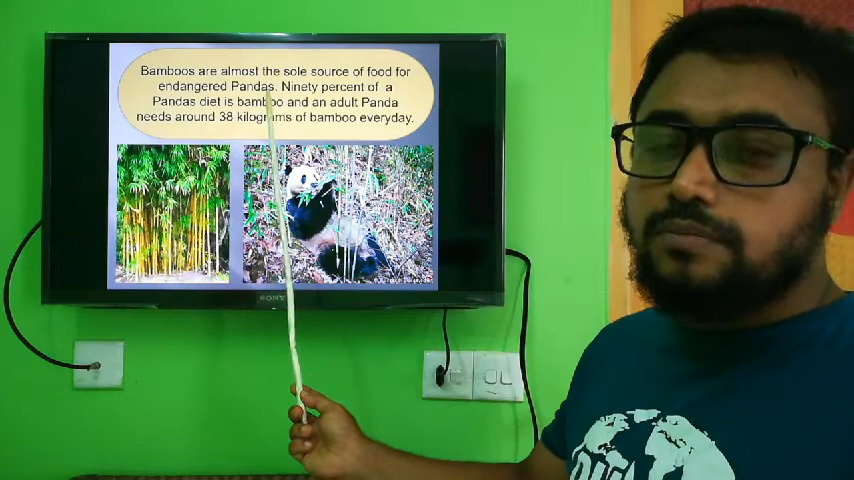 Bamboos are almost the sole source of food for
endangered Pandas. Ninety percent of a
Pandas diet is bamboo and an adult Panda
needs around 38 kilograms of bamboo everyday.
SONY